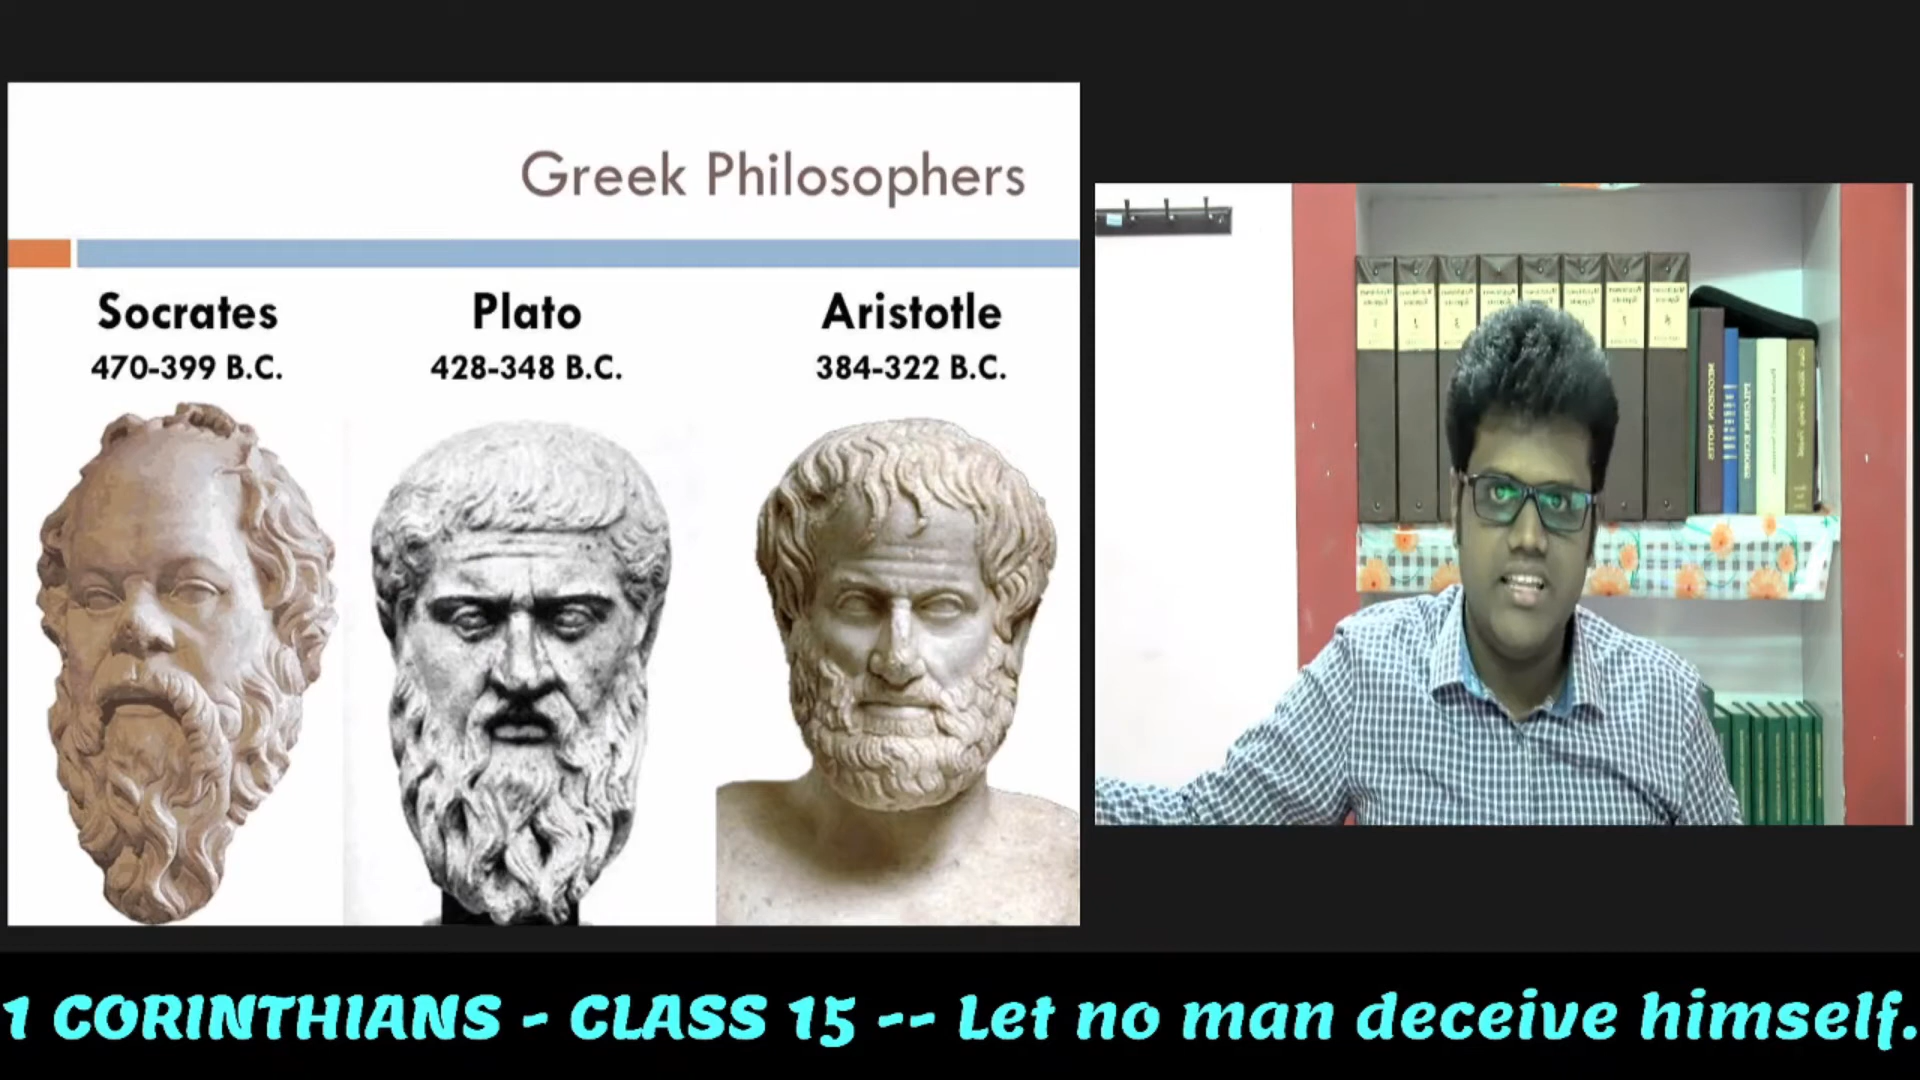 Greek Philosophers
Socrates
470-399 B.C.
Plato
428-348 B.C.
Aristotle
384-322 B.C.
1 CORINTHIANS - CLASS 15 -- Let no man deceive himself.